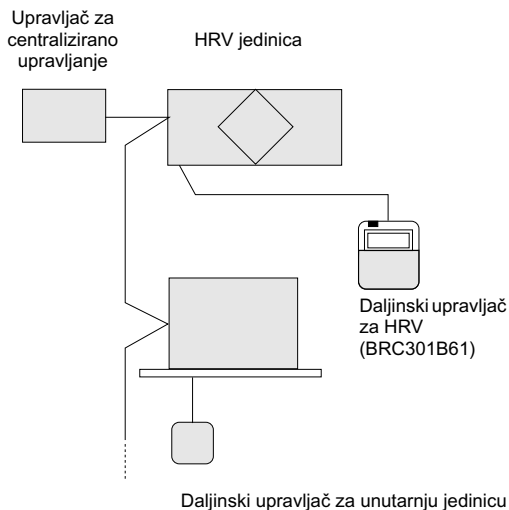 Upravljač za
centralizirano
upravljanje
HRV jedinica
Daljinski upravljač
za HRV
(BRC301B61)
Daljinski upravljač za unutarnju jedinicu